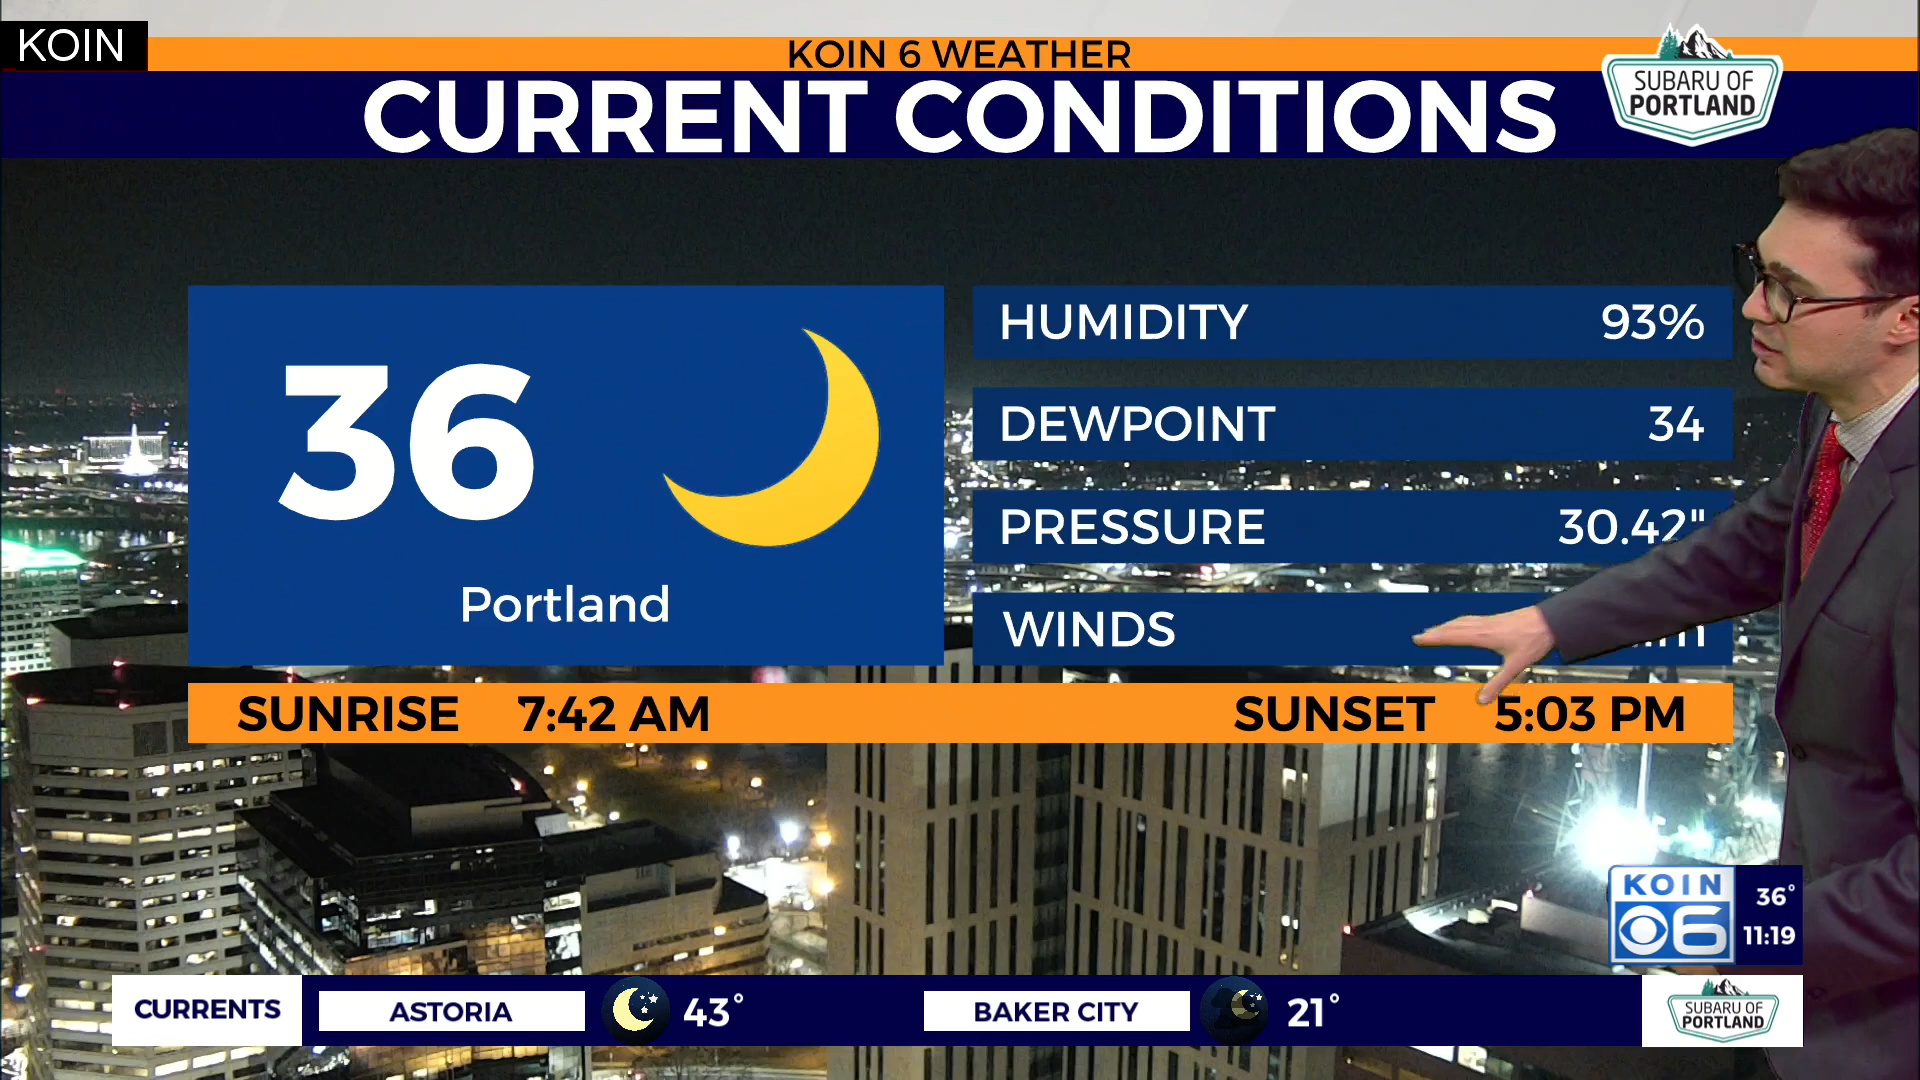 KOIN
KOIN 6 WEATHER
CURRENT CONDITIONS
SUBARU OF
PORTLAND
36
Portland
HUMIDITY 93%
DEWPOINT 34
PRESSURE 30.42"
WINDS
SUNRISE 7:42 AM
SUNSET 5:03 PM
KOIN
6
36°
11:19
CURRENTS
ASTORIA 43°
BAKER CITY 21°
SUBARU OF
PORTLAND